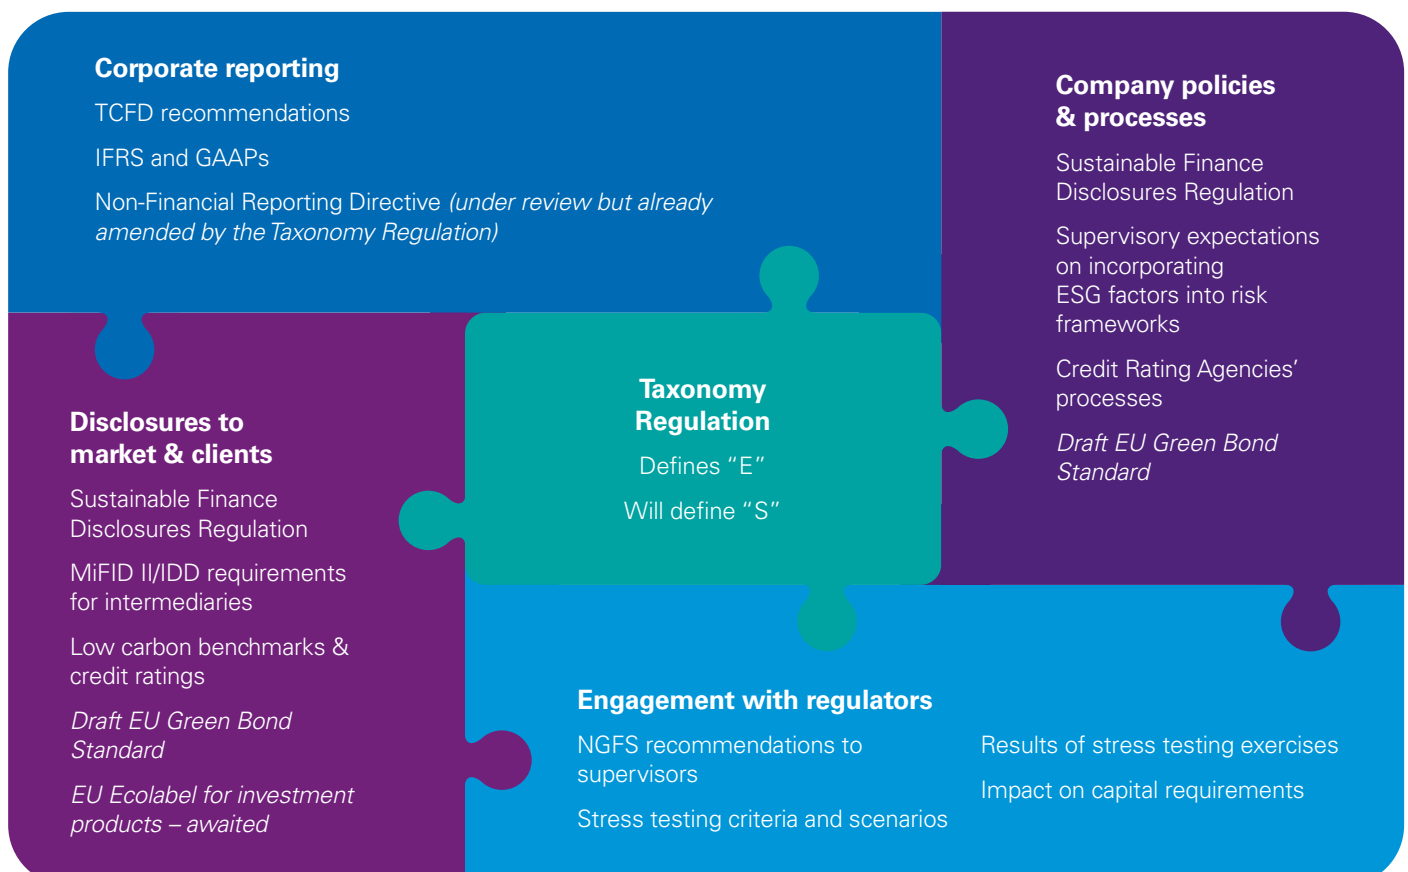 Corporate reporting
TCFD recommendations
IFRS and GAAPs
Non-Financial Reporting Directive (under review but already
amended by the Taxonomy Regulation)
Company policies
& processes
Sustainable Finance
Disclosures Regulation
Supervisory expectations
on incorporating
ESG factors into risk
frameworks
Credit Rating Agencies’
processes
Draft EU Green Bond
Standard
Taxonomy
Regulation
Defines “E”
Will define “S”
Disclosures to
market & clients
Sustainable Finance
Disclosures Regulation
MiFID II/IDD requirements
for intermediaries
Low carbon benchmarks &
credit ratings
Draft EU Green Bond
Standard
EU Ecolabel for investment
products – awaited
Engagement with regulators
NGFS recommendations to
supervisors
Stress testing criteria and scenarios
Results of stress testing exercises
Impact on capital requirements